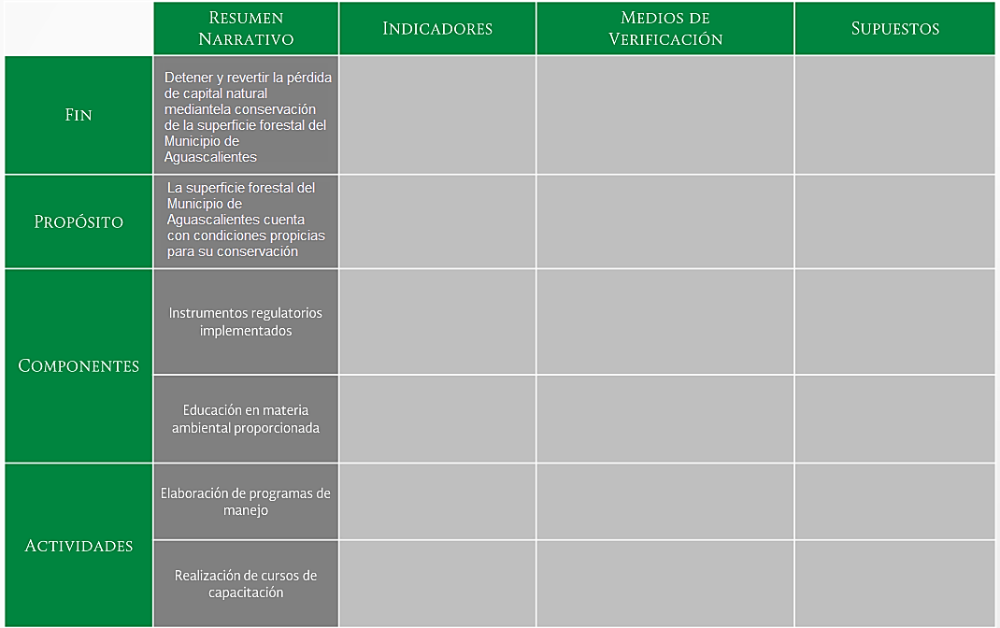 RESUMEN
NARRATIVO
INDICADORES
MEDIOS DE
VERIFICACIÓN
SUPUESTOS
FIN
Detener y revertir la pérdida
de capital natural
mediantela conservación
de la superficie forestal del
Municipio de
Aguascalientes
PROPÓSITO
La superficie forestal del
Municipio de
Aguascalientes cuenta
con condiciones propicias
para su conservación
COMPONENTES
Instrumentos regulatorios
implementados
Educación en materia
ambiental proporcionada
ACTIVIDADES
Elaboración de programas de
manejo
Realización de cursos de
capacitación